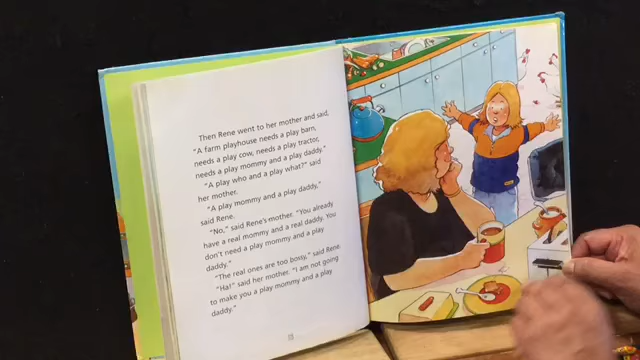 Then Rene went to her mother and said,
"A farm playhouse needs a play barn,
needs a play cow, needs a play tractor,
needs a play mommy and a play daddy."
"A play who and a play what?" said
her mother.
"A play mommy and a play daddy,"
said Rene.
"No," said Rene's mother. "You already
have a real mommy and a real daddy. You
don't need a play mommy and a play
daddy."
"The real ones are too bossy," said Rene.
"Ha!" said her mother. "I am not going
to make you a play mommy and a play
daddy."